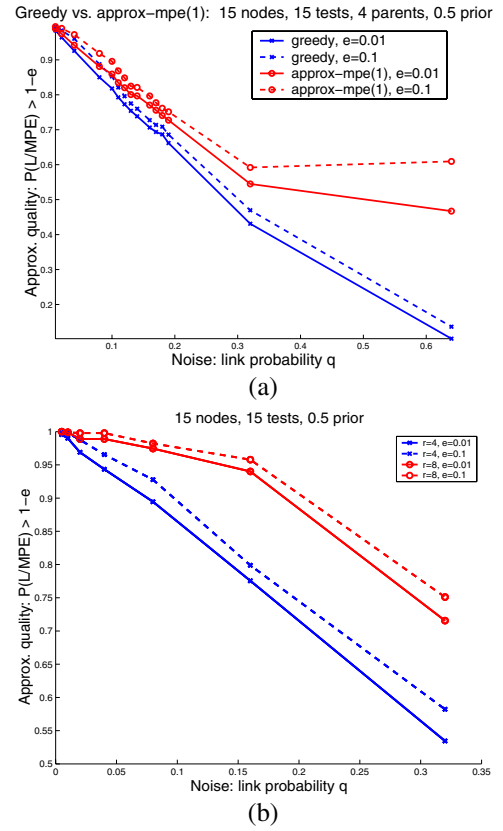 Greedy vs. approx-mpe(1): 15 nodes, 15 tests, 4 parents, 0.5 prior
greedy, e=0.01
greedy, e=0.1
approx-mpe(1), e=0.01
approx-mpe(1), e=0.1
Approx. quality: P(L/MPE) > 1-e
0.9
0.8
0.7
0.6
0.5
0.4
0.3
0.2
0.1 0.2 0.3 0.4 0.5 0.6
Noise: link probability q
(a)
15 nodes, 15 tests, 0.5 prior
r=4, e=0.01
r=4, e=0.1
r=8, e=0.01
r=8, e=0.1
Approx. quality: P(L/MPE) > 1-e
1
0.95
0.9
0.85
0.8
0.75
0.7
0.65
0.6
0.55
0.5
0 0.05 0.1 0.15 0.2 0.25 0.3 0.35
Noise: link probability q
(b)